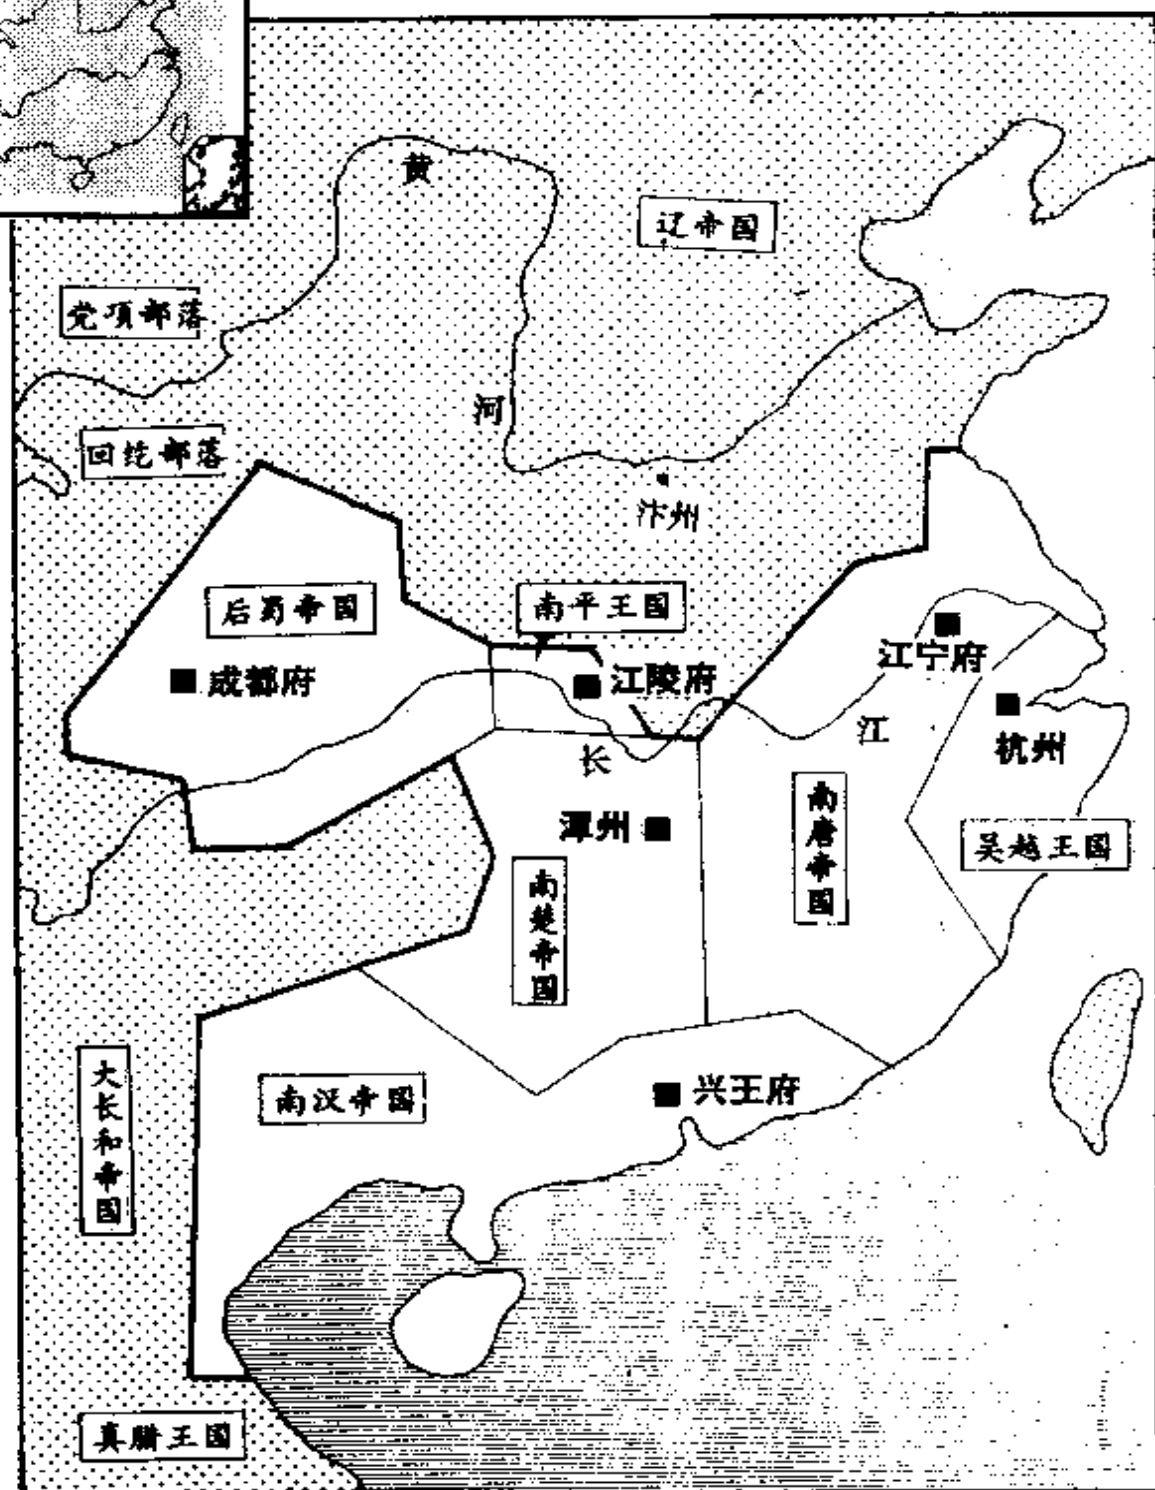 黄
辽帝国
党項部落
河
回纥部落
汴州
后蜀帝国
南平王国
成都府
江陵府
江宁府
江
长
杭州
潭州
南唐帝国
吴越王国
南楚帝国
大长和帝国
南汉帝国
兴王府
真腊王国